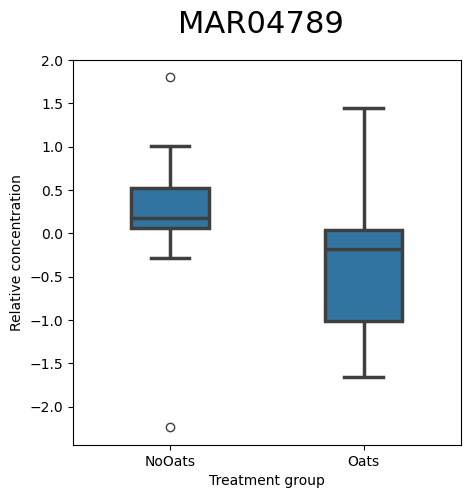 MAR04789
2.0
1.5
1.0
0.5
0.0
−0.5
−1.0
−1.5
−2.0
Relative concentration
NoOats Oats
Treatment group